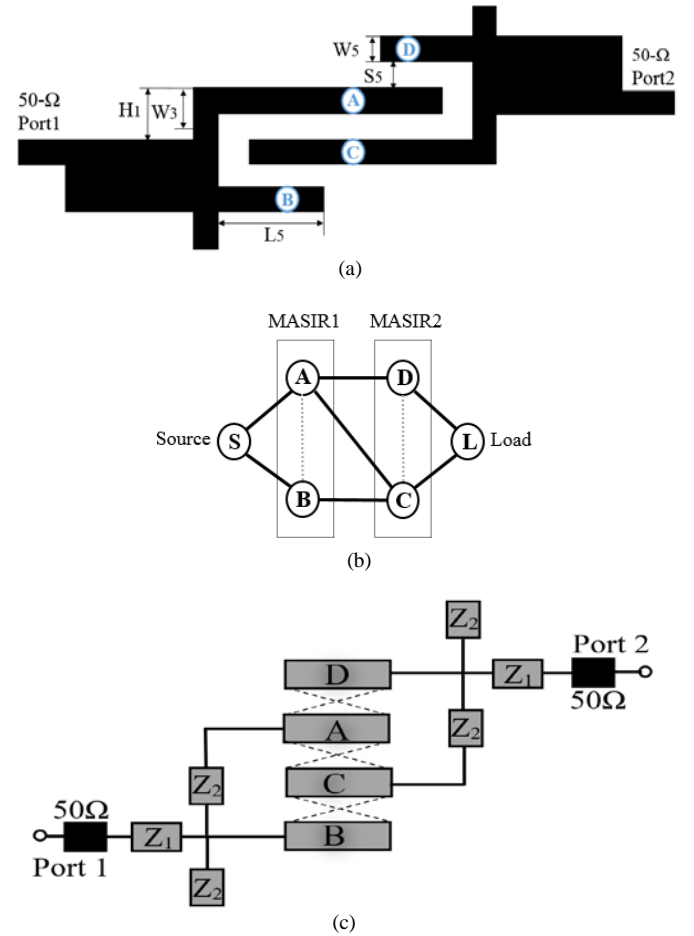 W5
D
S5
50-Ω
Port2
50-Ω
Port1
H1
W3
A
C
B
L5
(a)
MASIR1
MASIR2
A
D
Source
S
L
Load
B
C
(b)
Z2
Port 2
D
Z1
50Ω
A
Z2
Z2
C
50Ω
Z1
B
Port 1
Z2
(c)